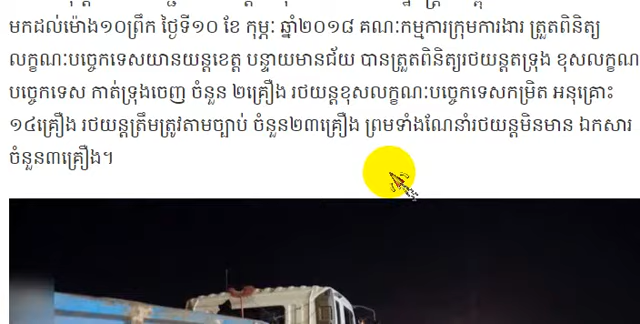 មកដល់ម៉ោង១០ព្រឹក ថ្ងៃទី១០ ខែ កុម្ភៈ ឆ្នាំ២០១៨ គណៈកម្មការក្រុមការងារ ត្រួតពិនិត្យ
លក្ខណៈបច្ចេកទេសយានយន្តខេត្ត បន្ទាយមានជ័យ បានត្រួតពិនិត្យរថយន្តតទ្រុង ខុសលក្ខណ
បច្ចេកទេស កាត់ទ្រុងចេញ ចំនួន ២គ្រឿង រថយន្តខុសលក្ខណៈបច្ចេកទេសកម្រិត អនុគ្រោះ
១៤គ្រឿង រថយន្តត្រឹមត្រូវតាមច្បាប់ ចំនួន២៣គ្រឿង ព្រមទាំងណែនាំរថយន្តមិនមាន ឯកសារ
ចំនួន៣គ្រឿង។